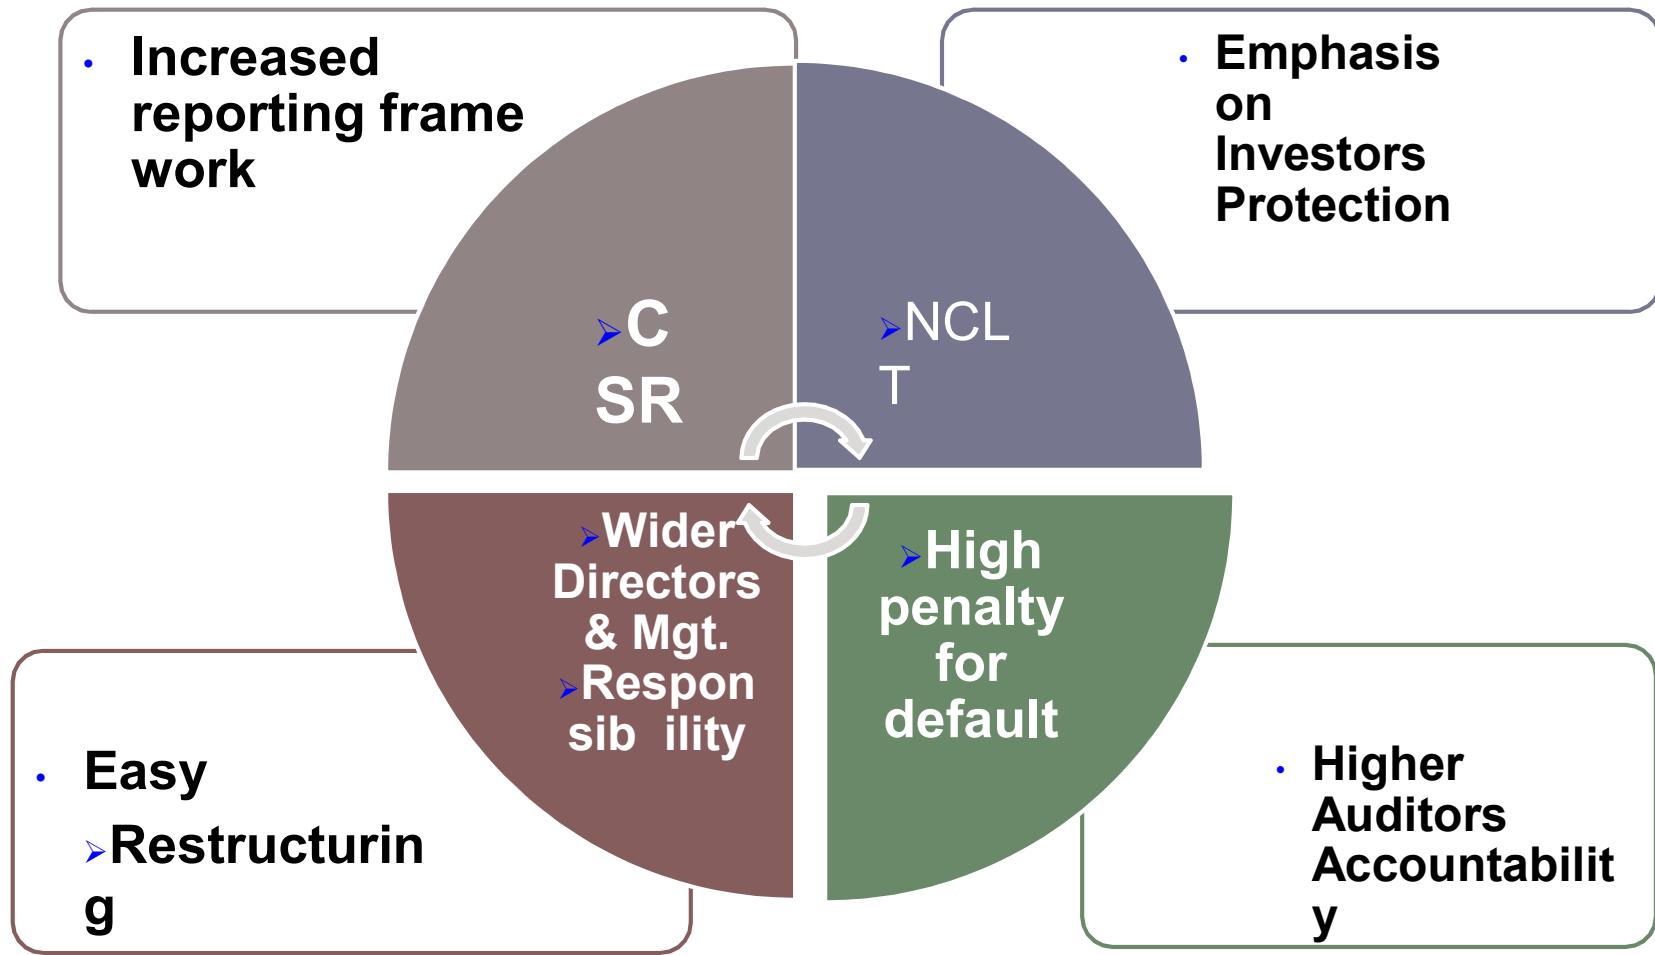 • Increased
reporting frame
work
• Emphasis
on
Investors
Protection
➢C
SR
➢NCL
T
➢Wider
Directors
& Mgt.
➢Respon
sib ility
➢High
penalty
for
default
• Easy
➢Restructurin
g
• Higher
Auditors
Accountabilit
y